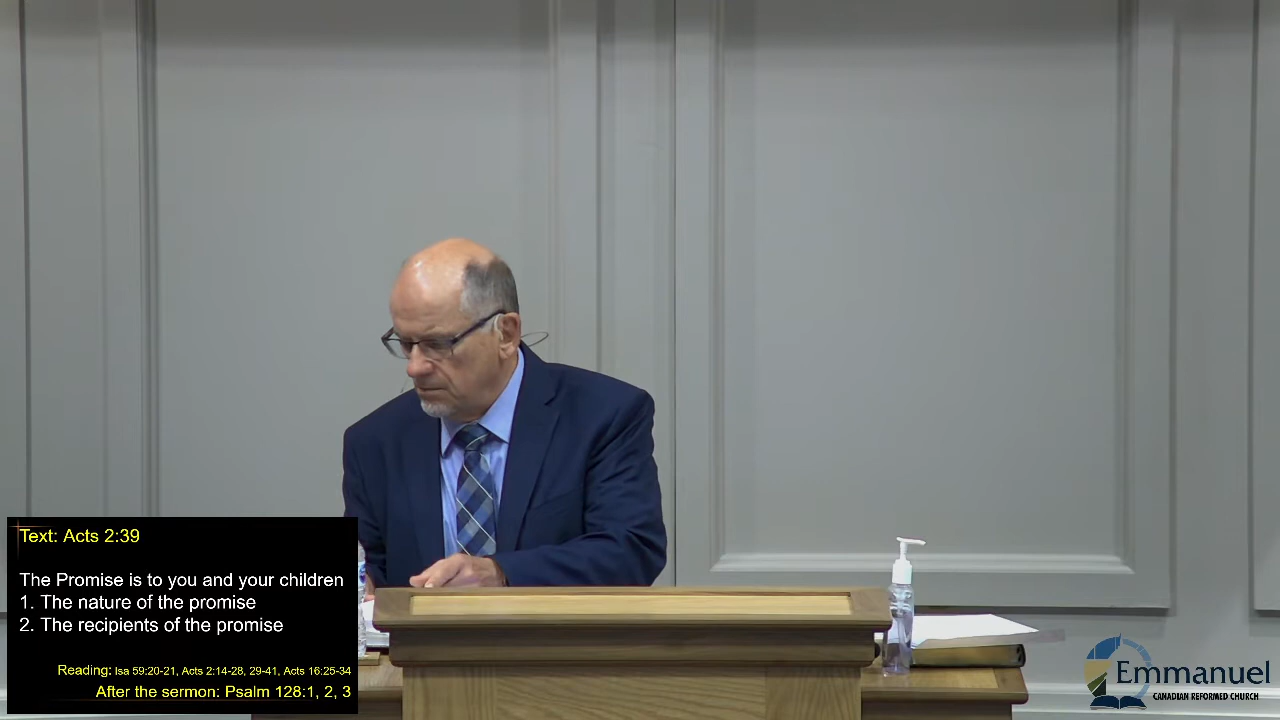 Text: Acts 2:39
The Promise is to you and your children
1. The nature of the promise
2. The recipients of the promise
Reading: Isa 59:20-21, Acts 2:14-28, 29-41, Acts 16:25-34
After the sermon: Psalm 128:1, 2, 3
Emmanuel
CANADIAN REFORMED CHURCH